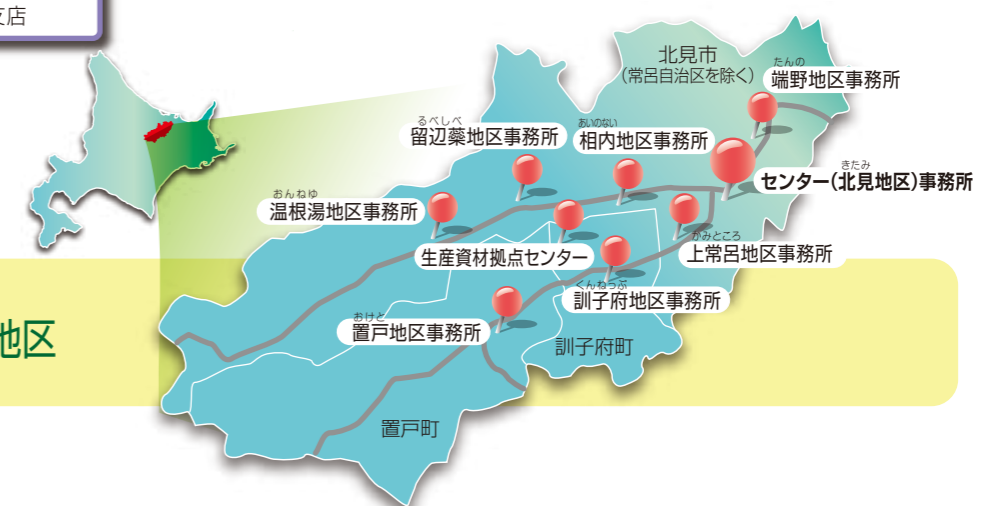 支店
北見市
(常呂自治区を除く)
たんの
端野地区事務所
るべしべ
留辺蘂地区事務所
あいのない
相内地区事務所
きたみ
センター(北見地区)事務所
おんねゆ
温根湯地区事務所
かみところ
上常呂地区事務所
生産資材拠点センター
くんねっぷ
訓子府地区事務所
おけと
置戸地区事務所
地区
訓子府町
置戸町